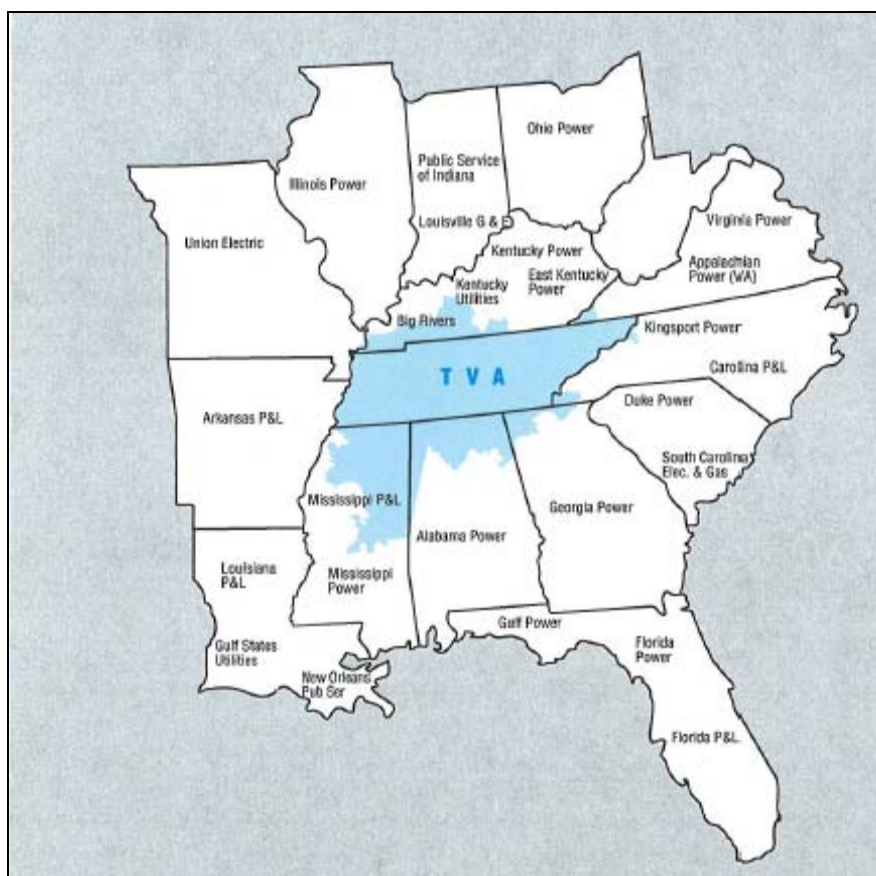 Ohio Power
Public Service
of Indiana
Illinois Power
Louisville G & E
Virginia Power
Union Electric
Kentucky Power
Appalachian
Power (WA)
East Kentucky
Power
Kentucky
Utilities
Big Rivers
Kingsport Power
Carolina P&L
T V A
Duke Power
Arkansas P&L
South Carolina
Elec. & Gas
Mississippi P&L
Georgia Power
Alabama Power
Louisiana
P&L
Mississippi
Power
Gulf Power
Florida
Power
Gulf States
Utilities
New Orleans
Pub Ser
Florida P&L